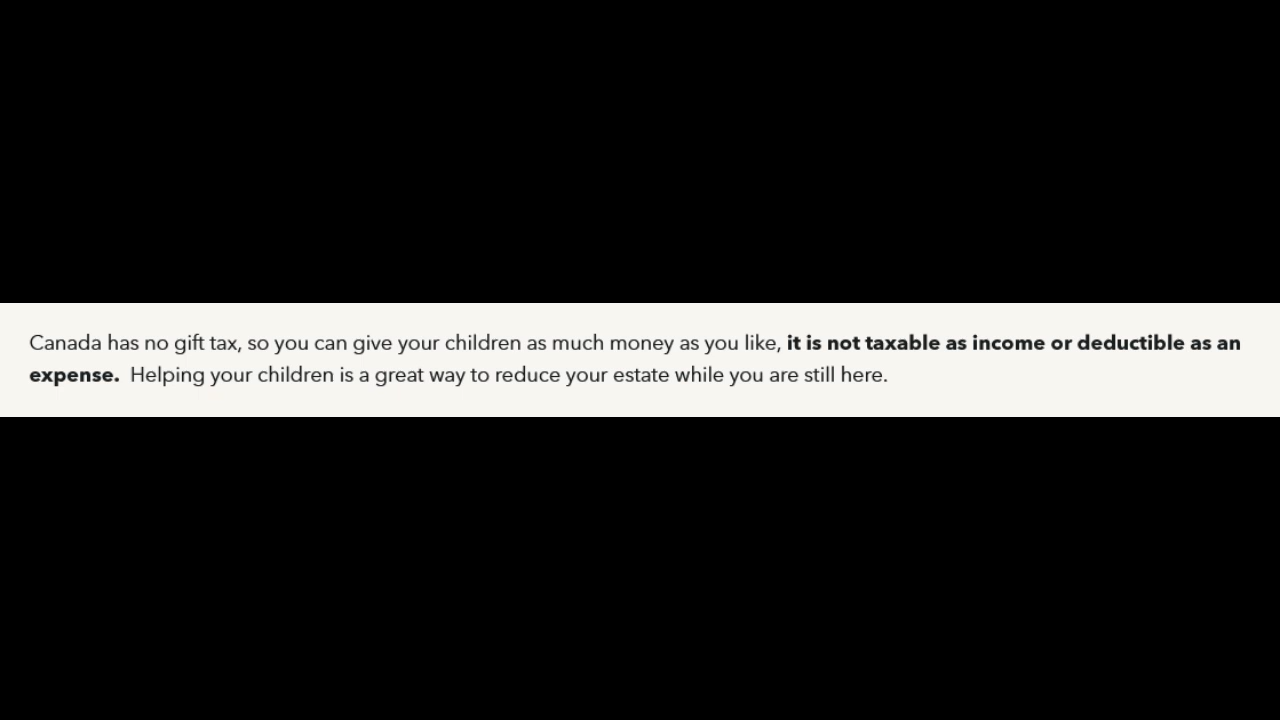 Canada has no gift tax, so you can give your children as much money as you like, it is not taxable as income or deductible as an
expense. Helping your children is a great way to reduce your estate while you are still here.